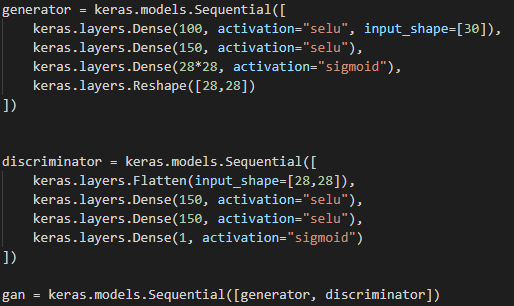 generator = keras.models.Sequential([
    keras.layers.Dense(100, activation="selu", input_shape=[30]),
    keras.layers.Dense(150, activation="selu"),
    keras.layers.Dense(28*28, activation="sigmoid"),
    keras.layers.Reshape([28,28])
])
discriminator = keras.models.Sequential([
    keras.layers.Flatten(input_shape=[28,28]),
    keras.layers.Dense(150, activation="selu"),
    keras.layers.Dense(150, activation="selu"),
    keras.layers.Dense(1, activation="sigmoid")
])
gan = keras.models.Sequential([generator, discriminator])